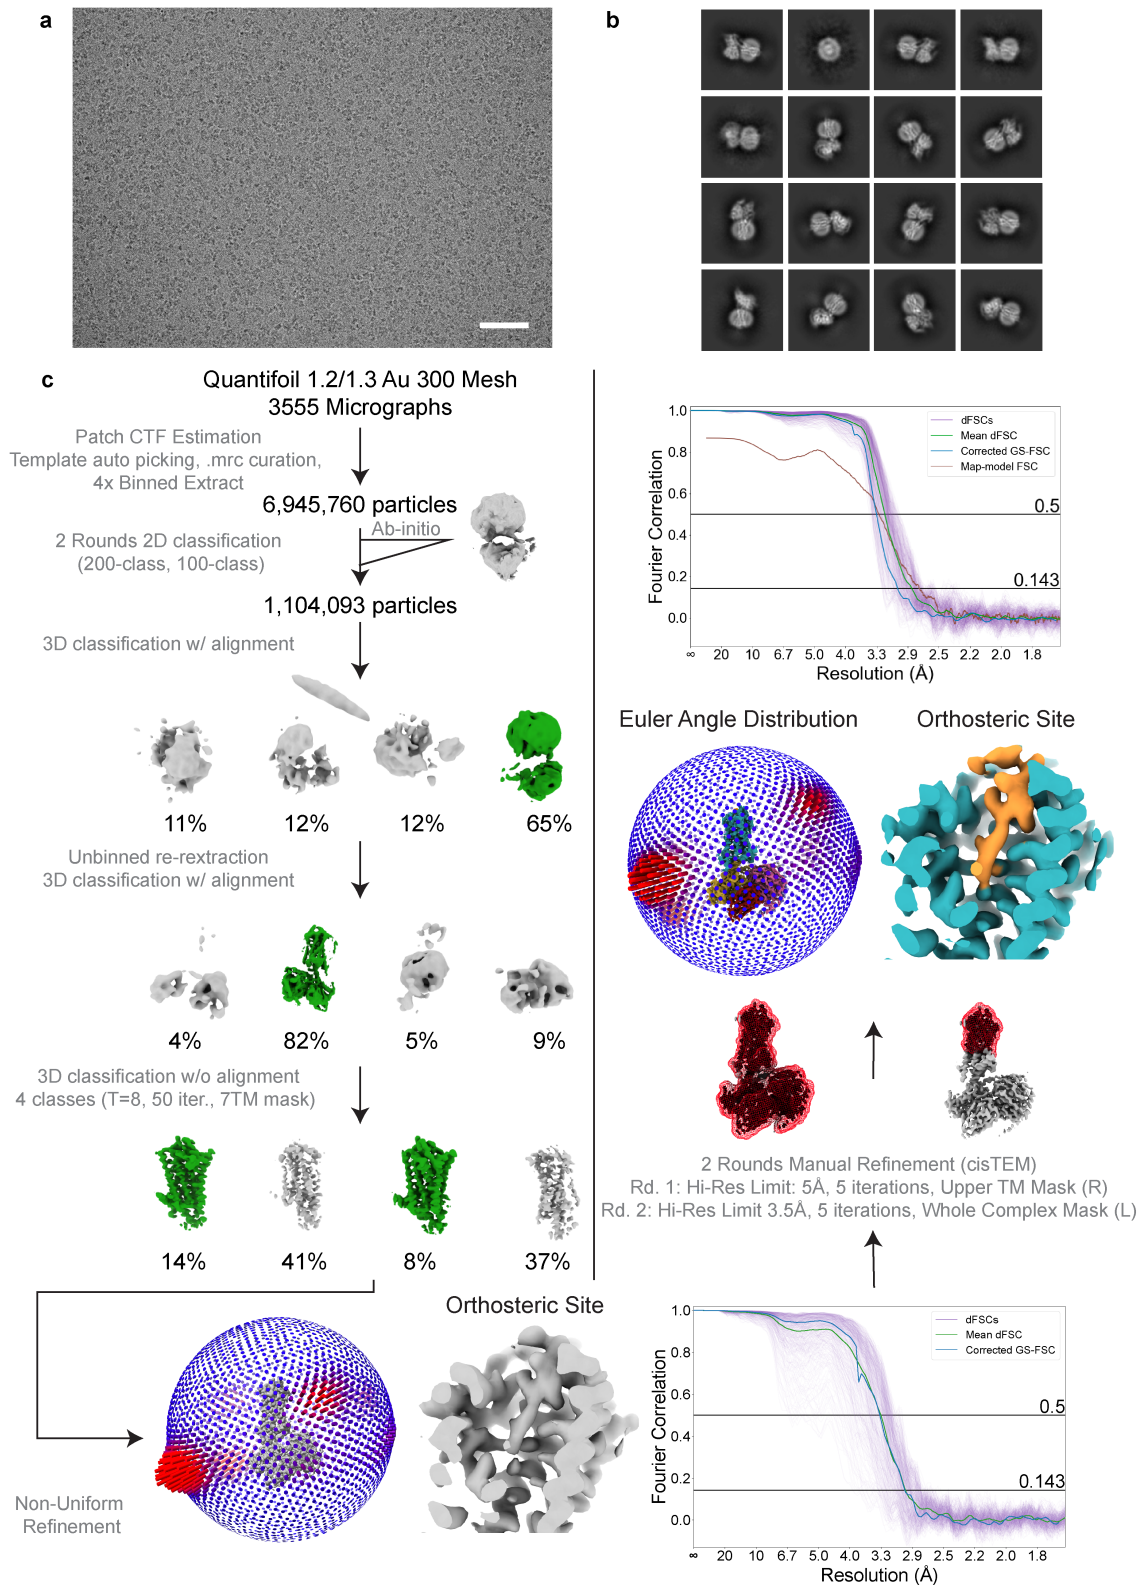 a
b
c
Quantifoil 1.2/1.3 Au 300 Mesh
3555 Micrographs
Patch CTF Estimation
Template auto picking, .mrc curation,
4x Binned Extract
6,945,760 particles
Ab-initio
2 Rounds 2D classification
(200-class, 100-class)
1,104,093 particles
3D classification w/ alignment
11%
12%
12%
65%
Unbinned re-rextraction
3D classification w/ alignment
4%
82%
5%
9%
3D classification w/o alignment
4 classes (T=8, 50 iter., 7TM mask)
14%
41%
8%
37%
Orthosteric Site
Non-Uniform
Refinement
1.0
0.8
0.6
0.4
0.2
0.0
Fourier Correlation
dFSCs
Mean dFSC
Corrected GS-FSC
Map-model FSC
0.5
0.143
∞ 20 10 6.7 5.0 4.0 3.3 2.9 2.5 2.2 2.0 1.8
Resolution (Å)
Euler Angle Distribution
Orthosteric Site
2 Rounds Manual Refinement (cisTEM)
Rd. 1: Hi-Res Limit: 5Å, 5 iterations, Upper TM Mask (R)
Rd. 2: Hi-Res Limit 3.5Å, 5 iterations, Whole Complex Mask (L)
1.0
0.8
0.6
0.4
0.2
0.0
Fourier Correlation
dFSCs
Mean dFSC
Corrected GS-FSC
0.5
0.143
∞ 20 10 6.7 5.0 4.0 3.3 2.9 2.5 2.2 2.0 1.8
Resolution (Å)